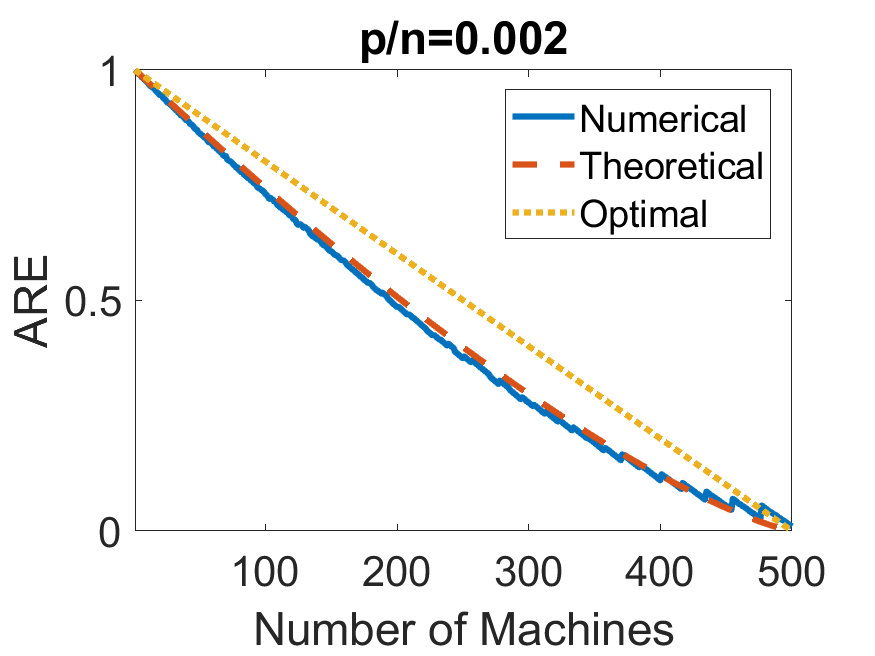 p/n=0.002
1
Numerical
Theoretical
Optimal
ARE
0.5
0
100 200 300 400 500
Number of Machines